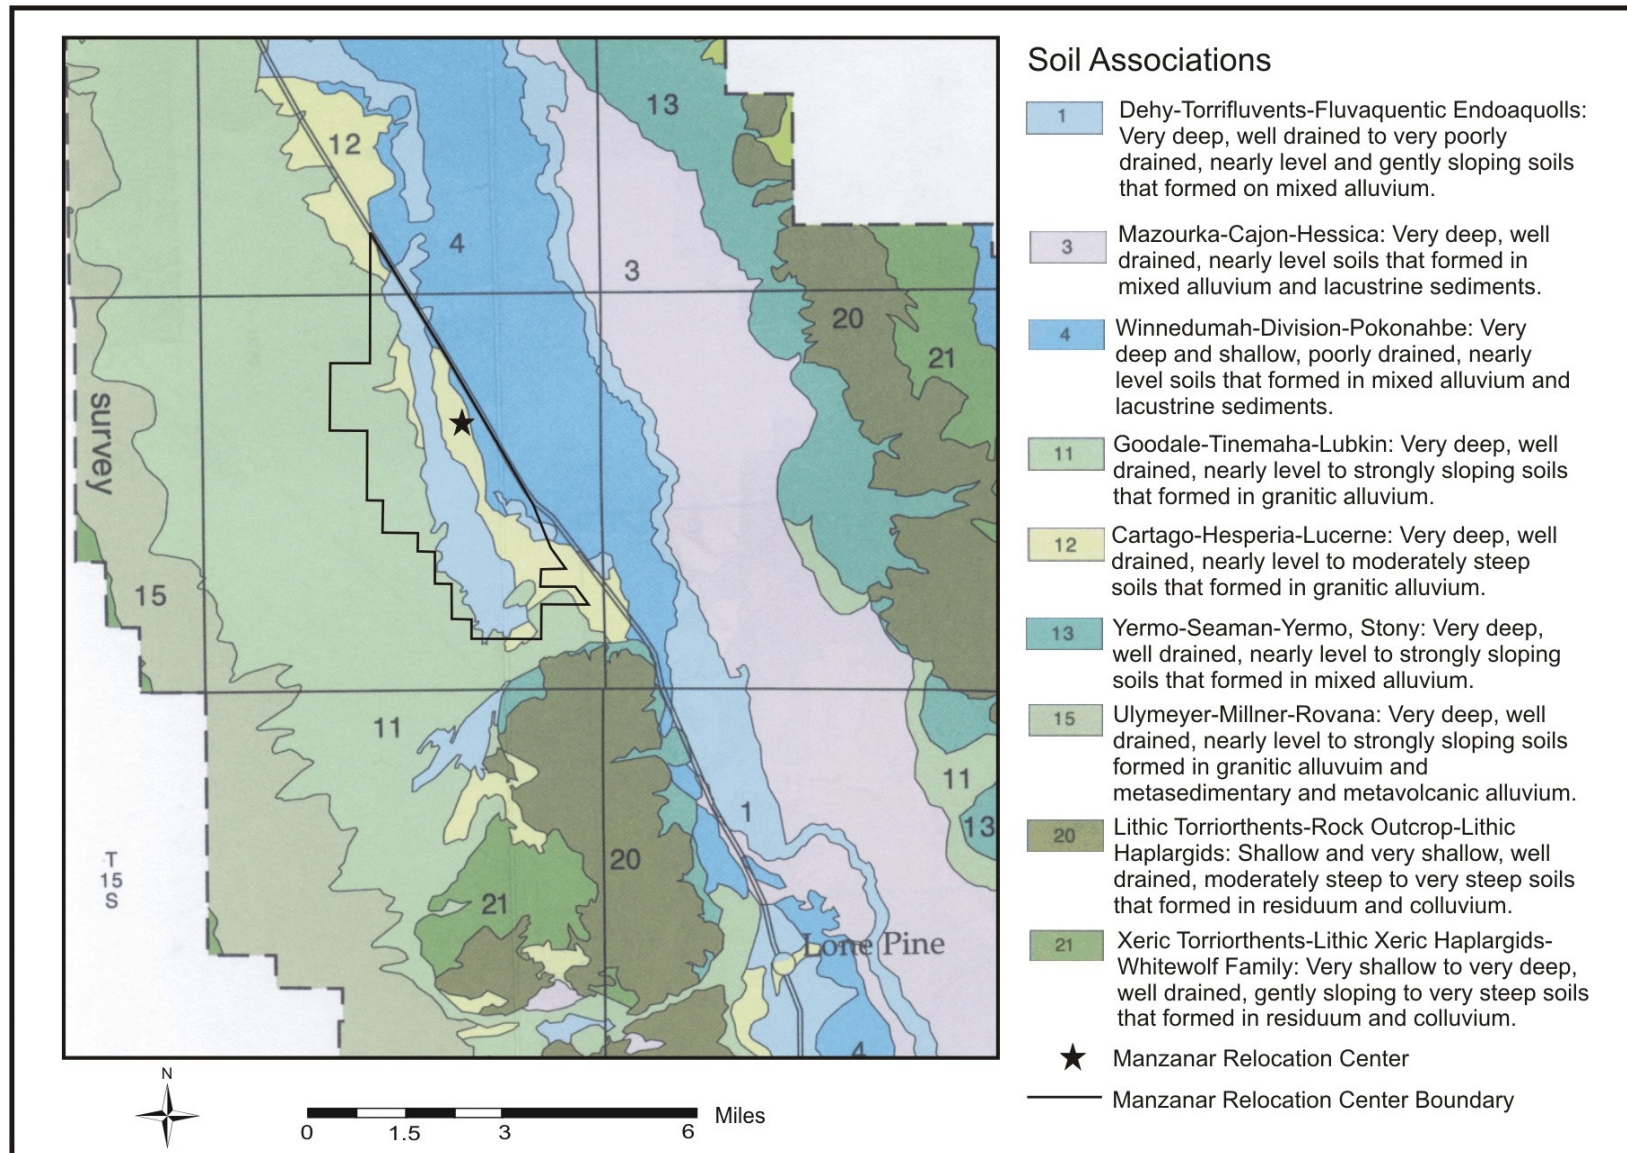 Soil Associations
1
Dehy-Torrifluvents-Fluvaquentic Endoaquolls:
Very deep, well drained to very poorly
drained, nearly level and gently sloping soils
that formed on mixed alluvium.
3
Mazourka-Cajon-Hessica: Very deep, well
drained, nearly level soils that formed in
mixed alluvium and lacustrine sediments.
4
Winnedumah-Division-Pokonahbe: Very
deep and shallow, poorly drained, nearly
level soils that formed in mixed alluvium and
lacustrine sediments.
11
Goodale-Tinemaha-Lubkin: Very deep, well
drained, nearly level to strongly sloping soils
that formed in granitic alluvium.
12
Cartago-Hesperia-Lucerne: Very deep, well
drained, nearly level to moderately steep
soils that formed in granitic alluvium.
13
Yermo-Seaman-Yermo, Stony: Very deep,
well drained, nearly level to strongly sloping
soils that formed in mixed alluvium.
15
Ulymeyer-Millner-Rovana: Very deep, well
drained, nearly level to strongly sloping soils
formed in granitic alluvuim and
metasedimentary and metavolcanic alluvium.
20
Lithic Torriorthents-Rock Outcrop-Lithic
Haplargids: Shallow and very shallow, well
drained, moderately steep to very steep soils
that formed in residuum and colluvium.
21
Xeric Torriorthents-Lithic Xeric Haplargids-
Whitewolf Family: Very shallow to very deep,
well drained, gently sloping to very steep soils
that formed in residuum and colluvium.
Manzanar Relocation Center
Manzanar Relocation Center Boundary
13
12
4
3
20
21
survey
15
11
11
1
13
T
15
S
20
21
Lone Pine
4
N
0 1.5 3 6 Miles